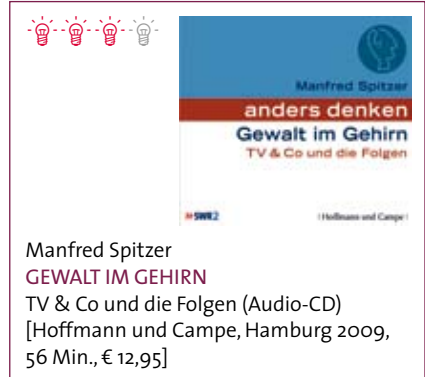 Manfred Spitzer
anders denken
Gewalt im Gehirn
TV & Co und die Folgen
SWR2
Hoffmann und Campe
Manfred Spitzer
GEWALT IM GEHIRN
TV & Co und die Folgen (Audio-CD)
[Hoffmann und Campe, Hamburg 2009,
56 Min., € 12,95]